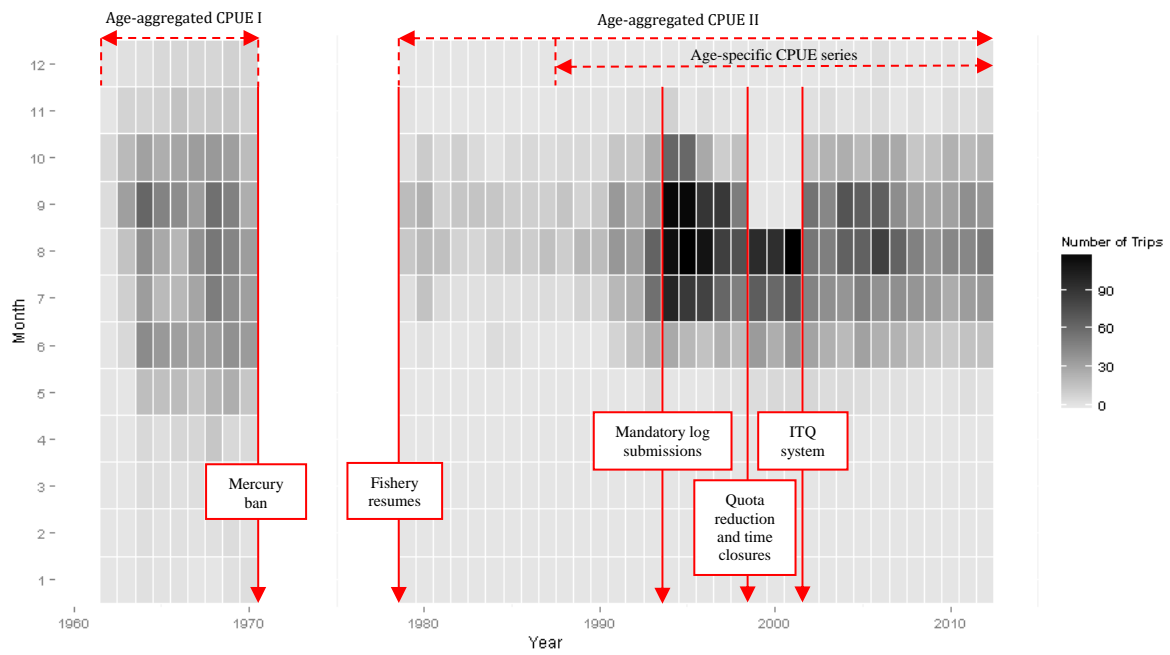 Age-aggregated CPUE I
Age-aggregated CPUE II
Age-specific CPUE series
12
11
10
9
8
7
6
5
4
3
2
1
Month
Mercury
ban
Fishery
resumes
Mandatory log
submissions
ITQ
system
Quota
reduction
and time
closures
1960
1970
1980
1990
2000
2010
Year
Number of Trips
90
60
30
0